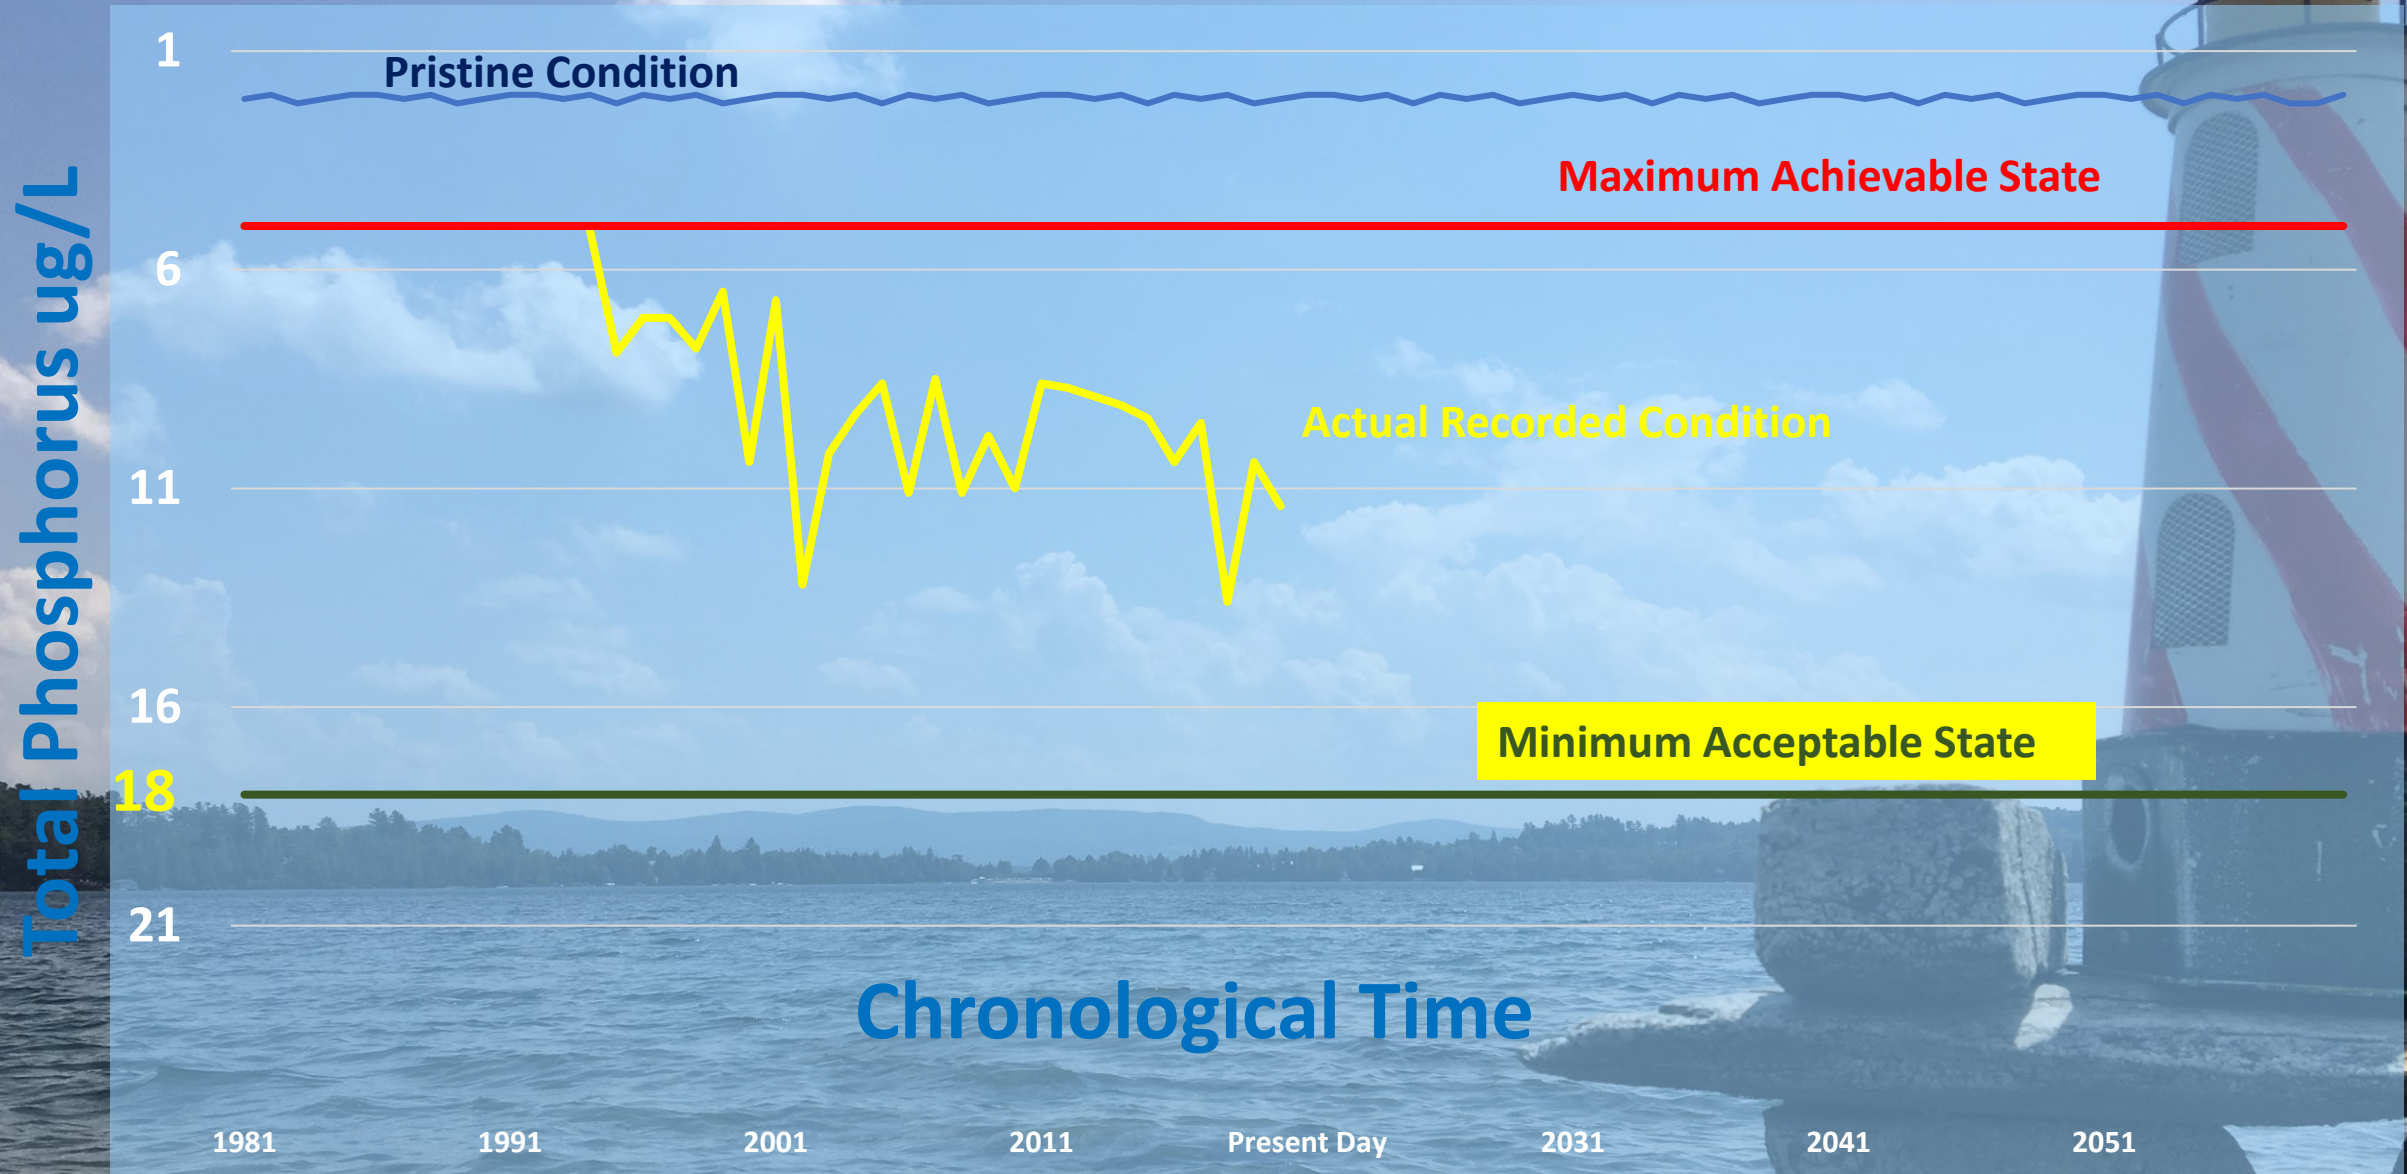 1
Pristine Condition
Maximum Achievable State
6
Total Phosphorus ug/L
Actual Recorded Condition
11
16
Minimum Acceptable State
18
21
Chronological Time
1981 1991 2001 2011 Present Day 2031 2041 2051